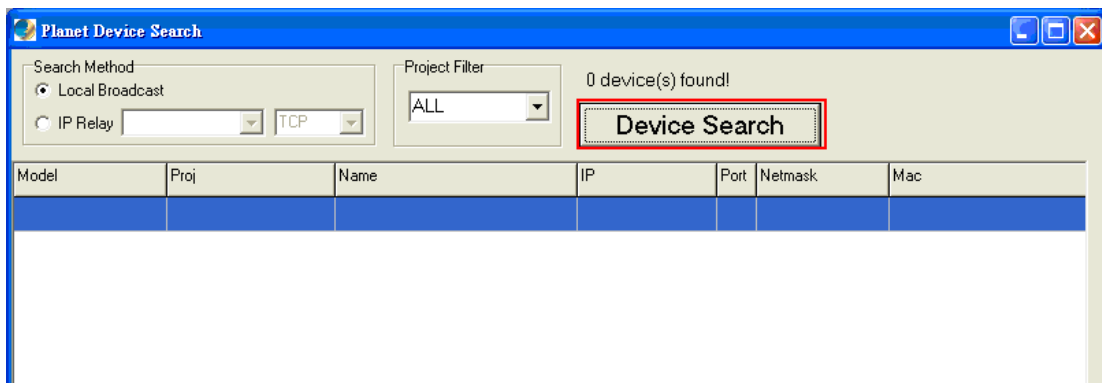 Planet Device Search
Search Method
Local Broadcast
IP Relay TCP
Project Filter
ALL
0 device(s) found!
Device Search
Model Proj Name IP Port Netmask Mac